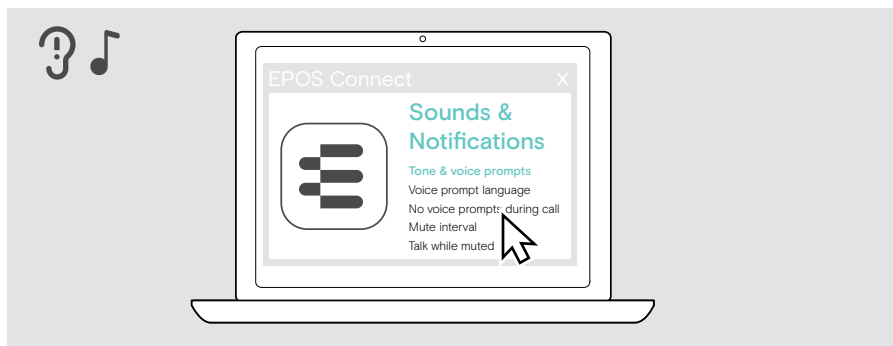 EPOS Connect X
Sounds &
Notifications
Tone & voice prompts
Voice prompt language
No voice prompts during call
Mute interval
Talk while muted